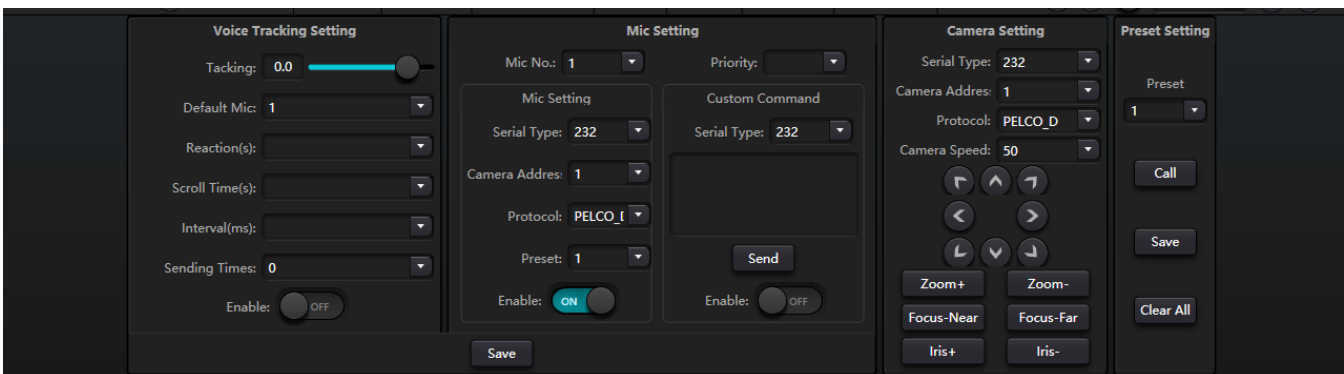 Voice Tracking Setting
Tacking: 0.0
Default Mic: 1
Reaction(s):
Scroll Time(s):
Interval(ms):
Sending Times: 0
Enable: OFF
Mic Setting
Mic No.: 1 Priority:
Mic Setting
Serial Type: 232
Camera Addres:
1
Protocol: PELCO_D
Preset: 1
Enable: ON
Custom Command
Serial Type: 232
Send
Enable: OFF
Save
Camera Setting
Serial Type: 232
Camera Addres: 1
Protocol: PELCO_D
Camera Speed: 50
Zoom+ Zoom-
Focus-Near Focus-Far
Iris+ Iris-
Preset Setting
Preset
1
Call
Save
Clear All